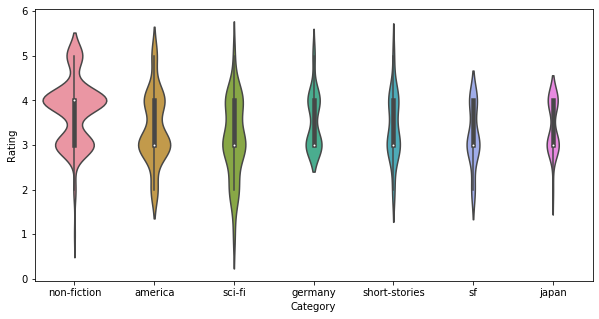 6
5
4
3
2
1
0
Rating
non-fiction america sci-fi germany short-stories sf japan
Category